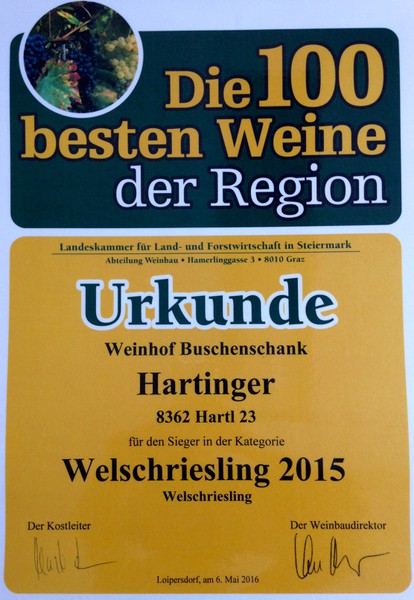 Die 100
besten Weine
der Region
Landeskammer für Land- und Forstwirtschaft in Steiermark
Abteilung Weinbau • Hamerlinggasse 3 • 8010 Graz
Urkunde
Weinhof Buschenschank
Hartinger
8362 Hartl 23
für den Sieger in der Kategorie
Welschriesling 2015
Welschriesling
Der Kostleiter
Der Weinbaudirektor
Loipersdorf, am 6. Mai 2016